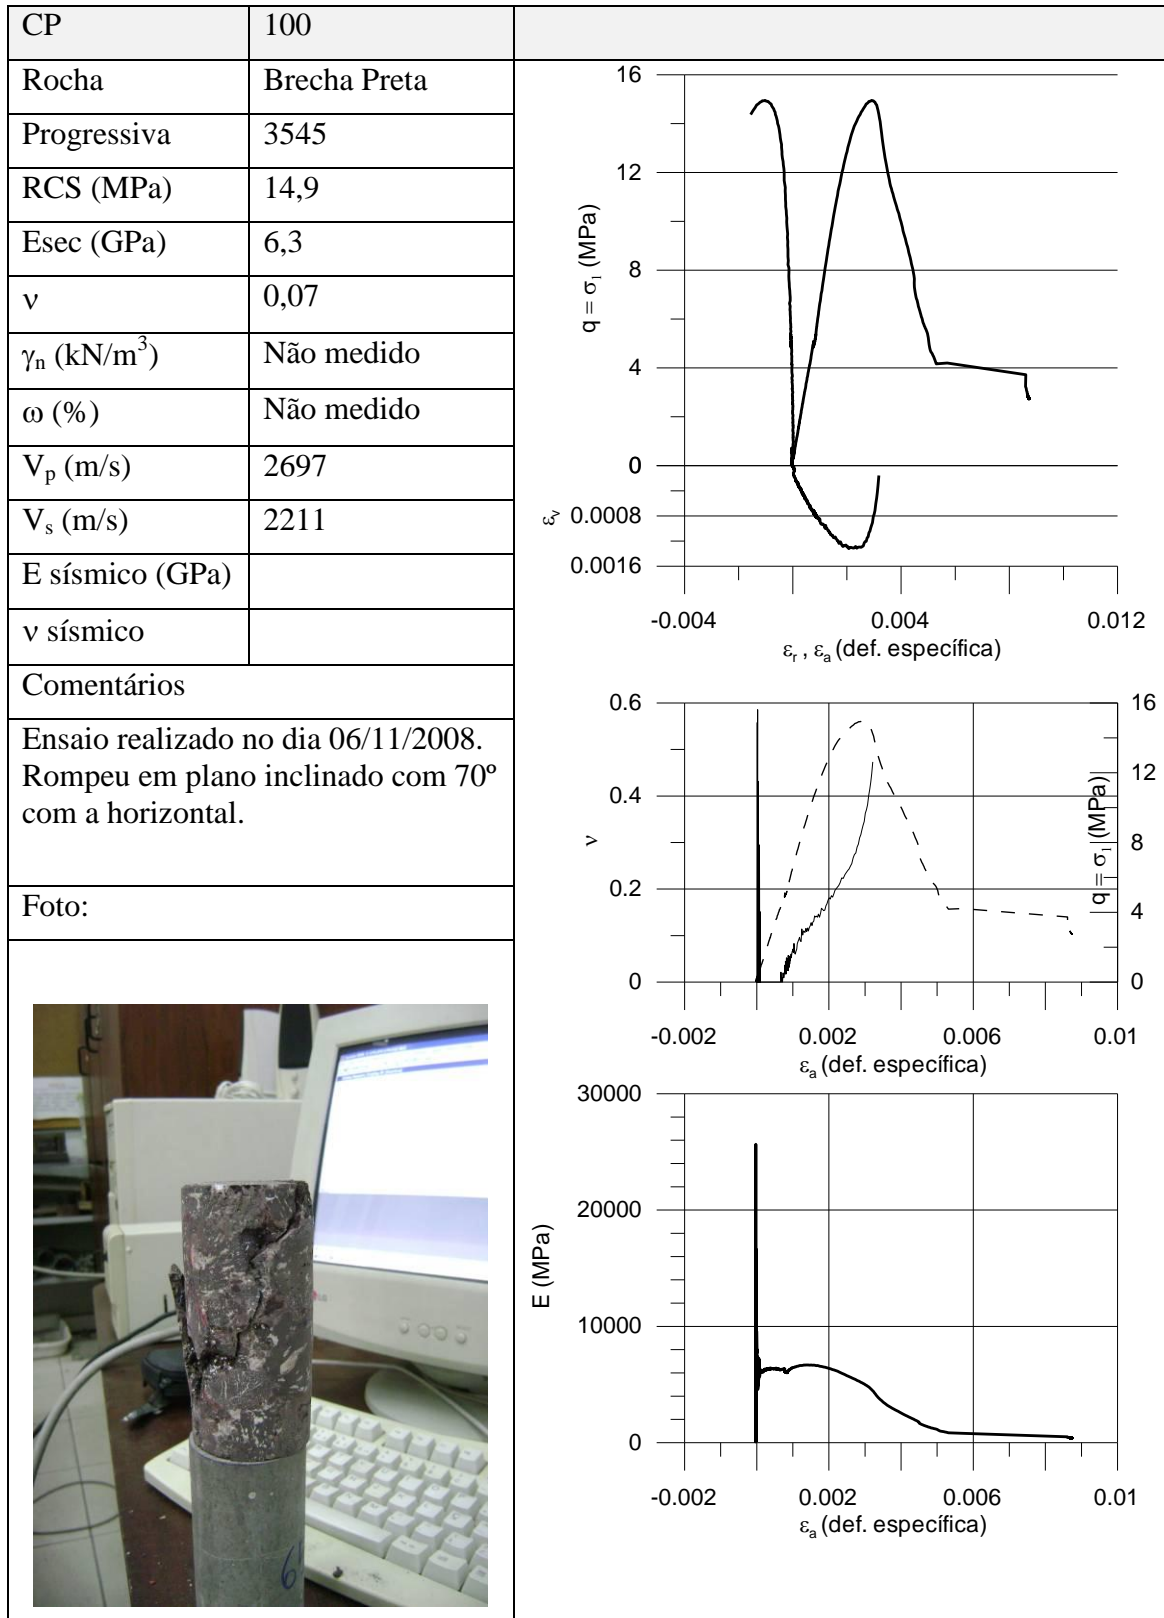 CP 100
Rocha Brecha Preta
Progressiva 3545
RCS (MPa) 14,9
Esec (GPa) 6,3
ν 0,07
γn (kN/m³) Não medido
ω (%) Não medido
Vp (m/s) 2697
Vs (m/s) 2211
E sísmico (GPa)
ν sísmico
Comentários
Ensaio realizado no dia 06/11/2008.
Rompeu em plano inclinado com 70º
com a horizontal.
Foto:
16
12
8
4
0
q = σ1 (MPa)
0.0008
0.0016
εv
-0.004 0.004 0.012
εr , εa (def. específica)
0.6
0.4
0.2
0
ν
16
12
8
4
0
q = σ1 (MPa)
-0.002 0.002 0.006 0.01
εa (def. específica)
30000
20000
10000
0
E (MPa)
-0.002 0.002 0.006 0.01
εa (def. específica)